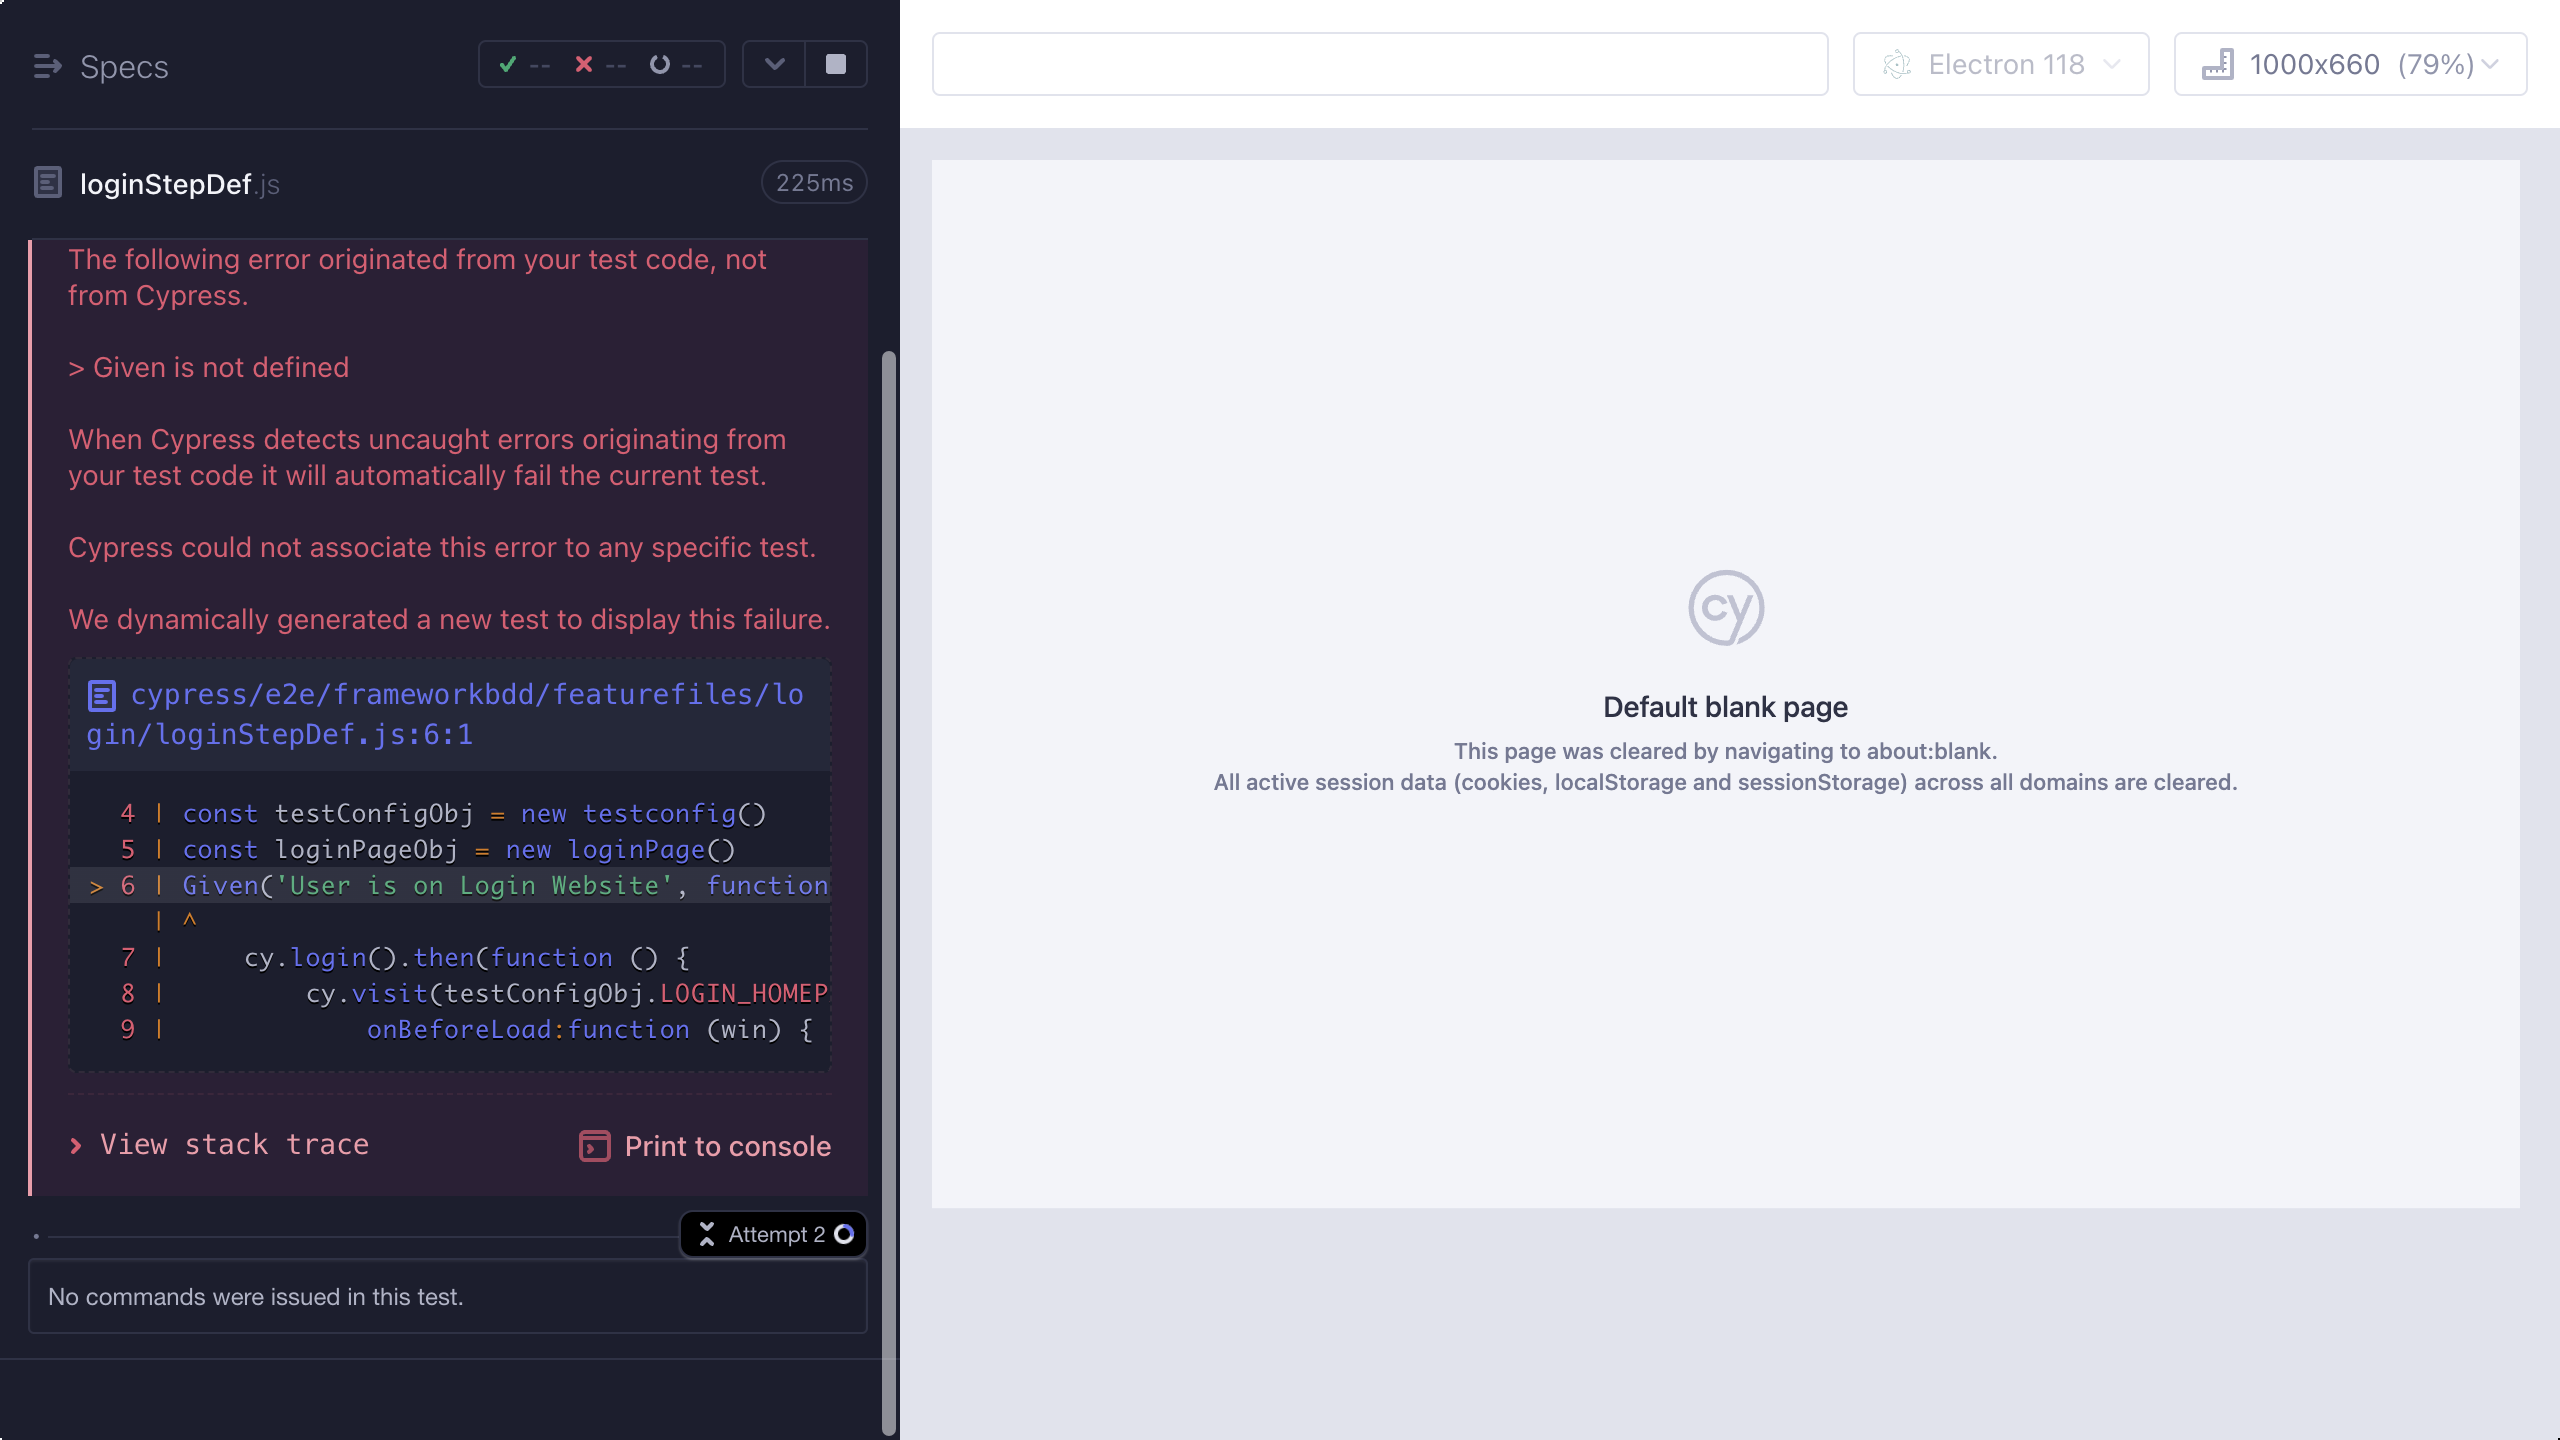 Specs
-- -- --
loginStepDef.js
225ms
The following error originated from your test code, not
from Cypress.
> Given is not defined
When Cypress detects uncaught errors originating from
your test code it will automatically fail the current test.
Cypress could not associate this error to any specific test.
We dynamically generated a new test to display this failure.
cypress/e2e/frameworkbdd/featurefiles/lo
gin/loginStepDef.js:6:1
4 | const testConfigObj = new testconfig()
5 | const loginPageObj = new loginPage()
> 6 | Given('User is on Login Website', function
| ^
7 | cy.login().then(function () {
8 | cy.visit(testConfigObj.LOGIN_HOMEP
9 | onBeforeLoad:function (win) {
View stack trace
Print to console
Attempt 2
No commands were issued in this test.
Electron 118
1000x660 (79%)
cy
Default blank page
This page was cleared by navigating to about:blank.
All active session data (cookies, localStorage and sessionStorage) across all domains are cleared.